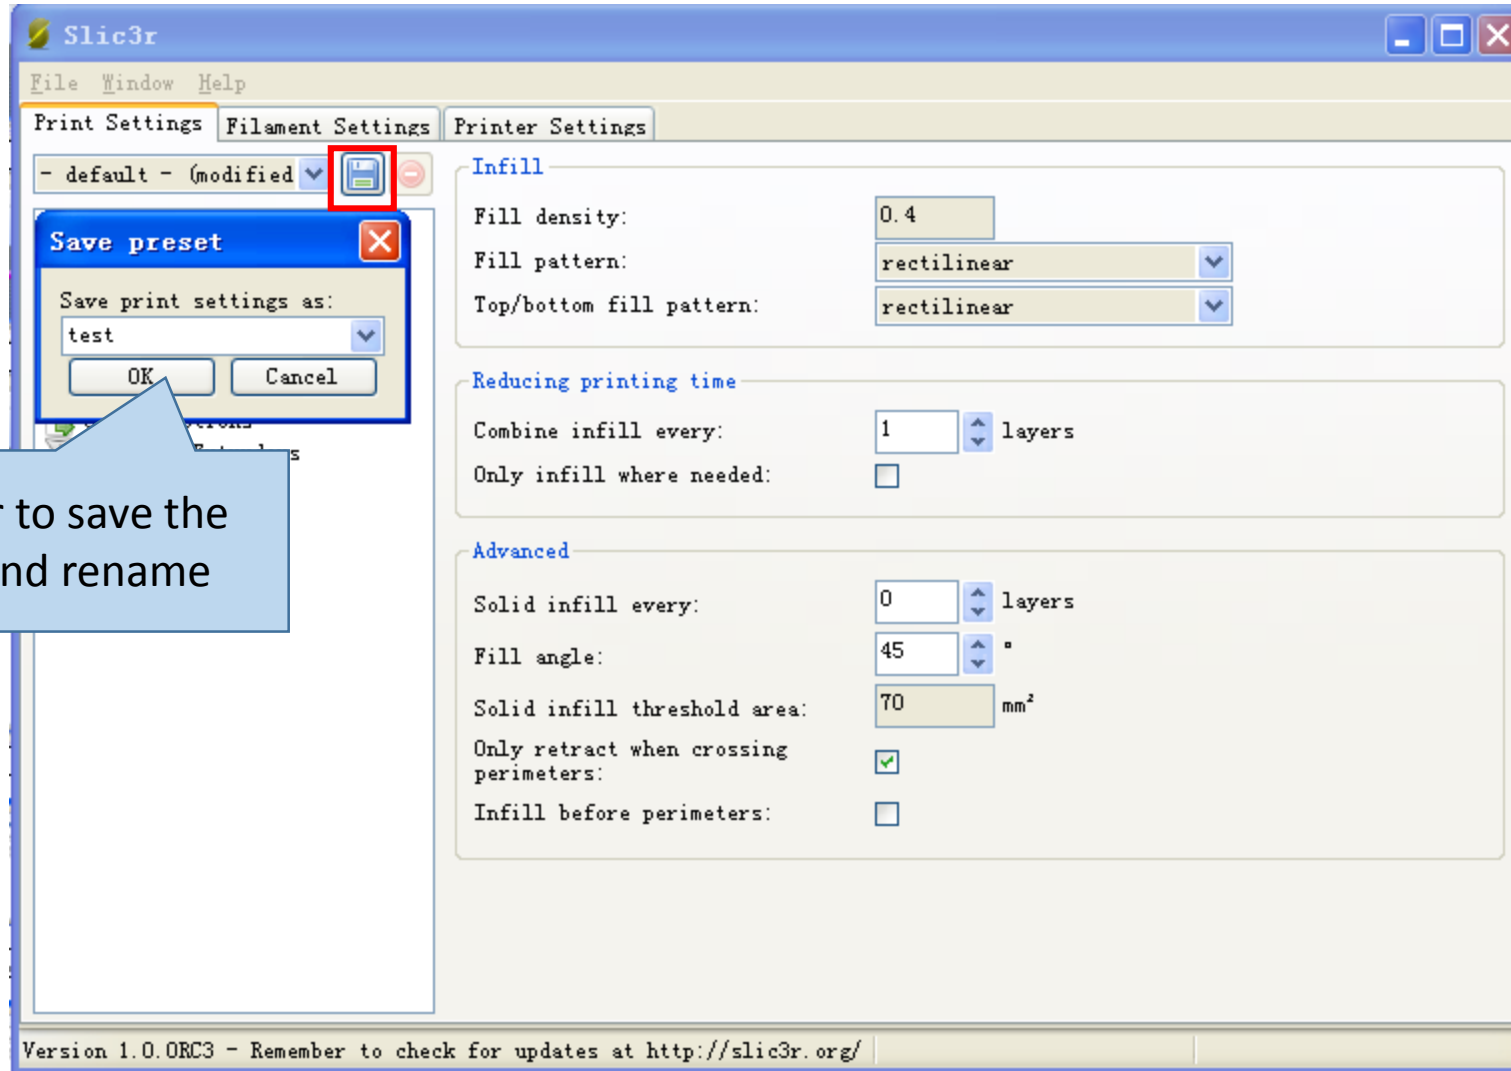 Slic3r
File Window Help
Print Settings Filament Settings Printer Settings
- default - (modified
Save preset
Save print settings as:
test
OK Cancel
to save the
rename
Infill
Fill density: 0.4
Fill pattern: rectilinear
Top/bottom fill pattern: rectilinear
Reducing printing time
Combine infill every: 1 layers
Only infill where needed:
Advanced
Solid infill every: 0 layers
Fill angle: 45 °
Solid infill threshold area: 70 mm²
Only retract when crossing
perimeters:
Infill before perimeters:
Version 1.0.0RC3 - Remember to check for updates at http://slic3r.org/